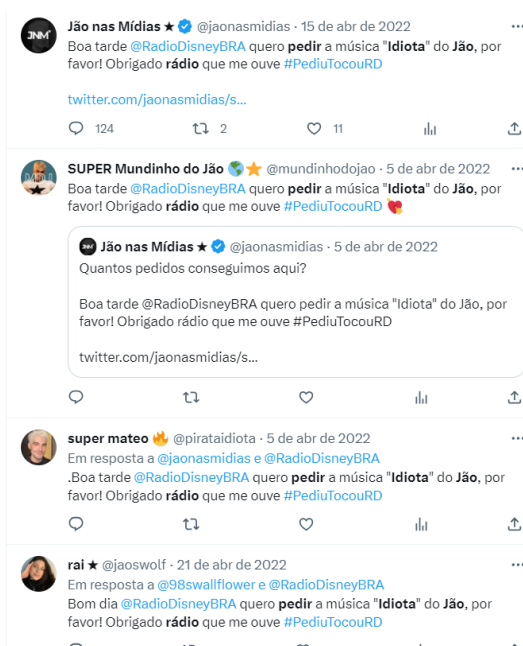 Jão nas Mídias ★ @jaonasmidias · 15 de abr de 2022
Boa tarde @RadioDisneyBRA quero pedir a música "Idiota" do Jão, por
favor! Obrigado rádio que me ouve #PediuTocouRD
twitter.com/jaonasmidias/s...
124 2 11
SUPER Mundinho do Jão 🌎⭐ @mundinhodojao · 5 de abr de 2022
Boa tarde @RadioDisneyBRA quero pedir a música "Idiota" do Jão, por
favor! Obrigado rádio que me ouve #PediuTocouRD 💘
Jão nas Mídias ★ @jaonasmidias · 5 de abr de 2022
Quantos pedidos conseguimos aqui?
Boa tarde @RadioDisneyBRA quero pedir a música "Idiota" do Jão, por
favor! Obrigado rádio que me ouve #PediuTocouRD
twitter.com/jaonasmidias/s...
super mateo 🔥 @pirataidiota · 5 de abr de 2022
Em resposta a @jaonasmidias e @RadioDisneyBRA
.Boa tarde @RadioDisneyBRA quero pedir a música "Idiota" do Jão, por
favor! Obrigado rádio que me ouve #PediuTocouRD
rai ★ @jaoswolf · 21 de abr de 2022
Em resposta a @98swallflower e @RadioDisneyBRA
Bom dia @RadioDisneyBRA quero pedir a música "Idiota" do Jão, por
favor! Obrigado rádio que me ouve #PediuTocouRD